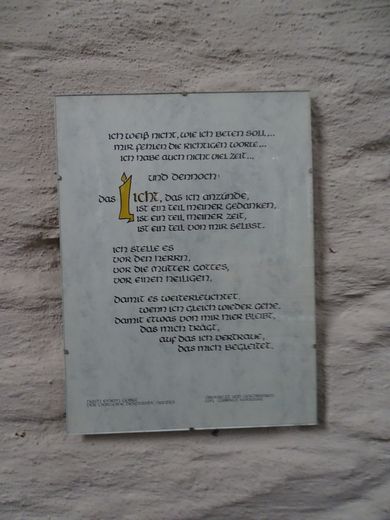 ich weiß nicht, wie ich beten soll,..
mir fehlen die richtigen worte...
ich habe auch nicht viel zeit...
und dennoch:
das Licht, das ich anzünde,
ist ein teil meiner gedanken,
ist ein teil meiner zeit,
ist ein teil von mir selbst.
ich stelle es
vor den herrn,
vor die mutter gottes,
vor einen heiligen,
damit es weiterleuchtet
wenn ich gleich wieder gehe.
damit etwas von mir hier bleibt,
das mich trägt,
auf das ich vertraue,
das mich begleitet.